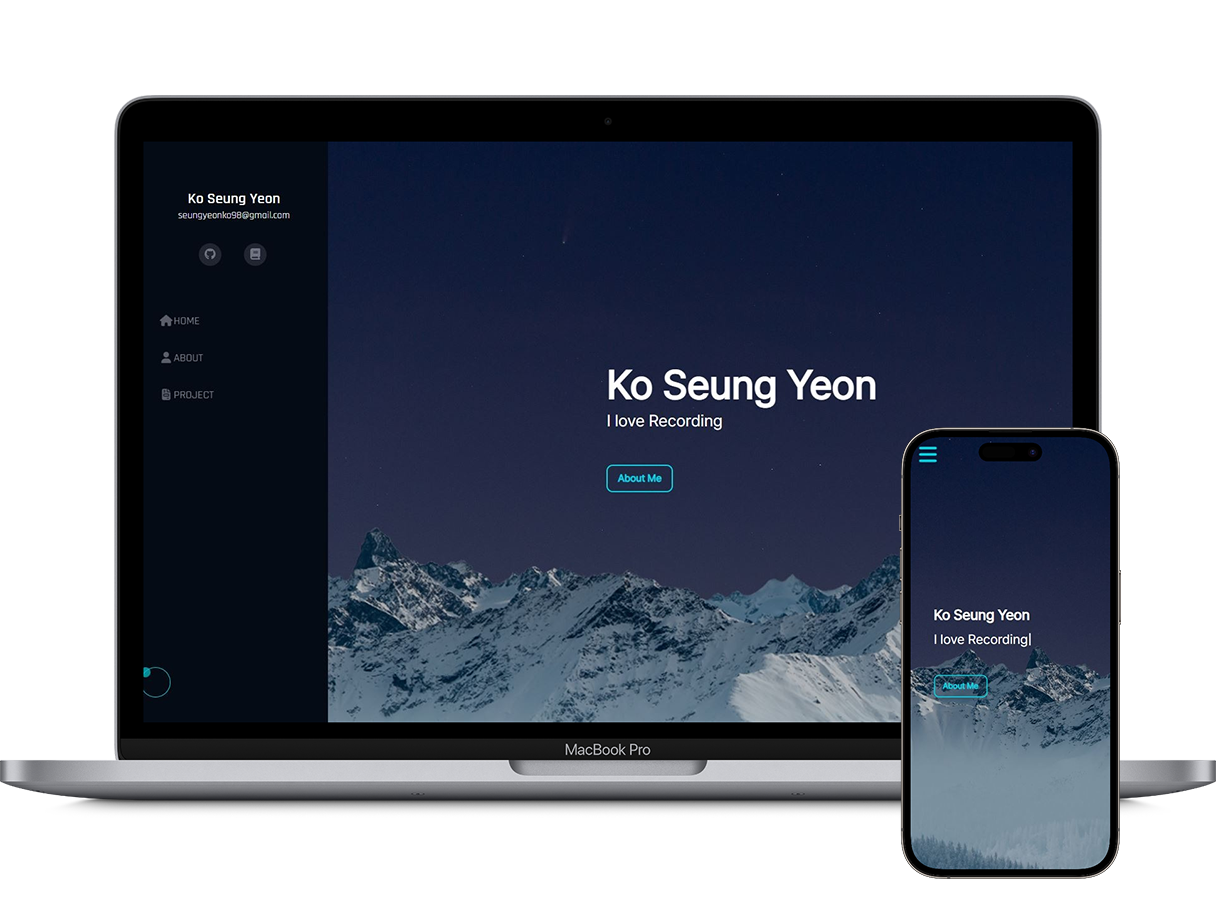 Ko Seung Yeon
seungyeonko98@gmail.com
HOME
ABOUT
PROJECT
Ko Seung Yeon
I love Recording
About Me
MacBook Pro
Ko Seung Yeon
I love Recording|
About Me